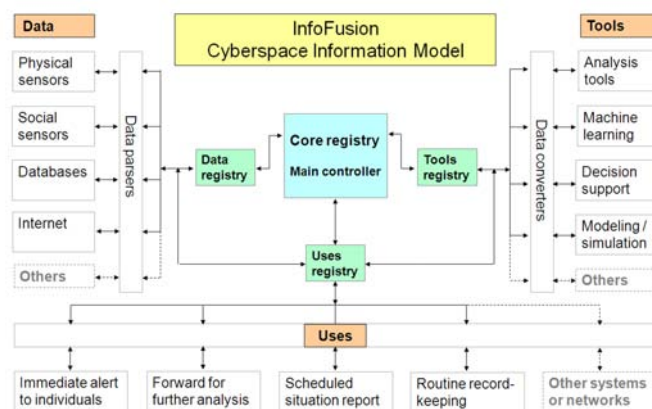 Data
InfoFusion
Cyberspace Information Model
Tools
Physical
sensors
Social
sensors
Databases
Internet
Others
Data parsers
Data
registry
Core registry
Main controller
Tools
registry
Uses
registry
Data converters
Analysis
tools
Machine
learning
Decision
support
Modeling /
simulation
Others
Uses
Immediate alert
to individuals
Forward for
further analysis
Scheduled
situation report
Routine record-
keeping
Other systems
or networks